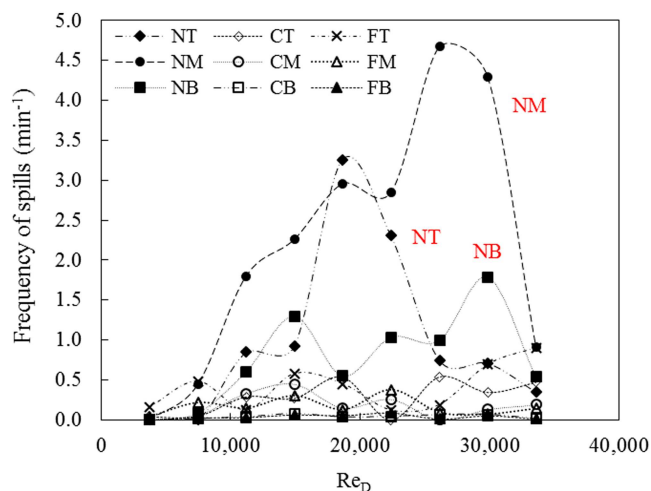 5.0
NT CT FT
4.5
NM CM FM
NB CB FB
4.0
NM
3.5
3.0
2.5
NT
NB
2.0
1.5
1.0
0.5
0.0
Frequency of spills (min⁻¹)
0 10,000 20,000 30,000 40,000
Re_D